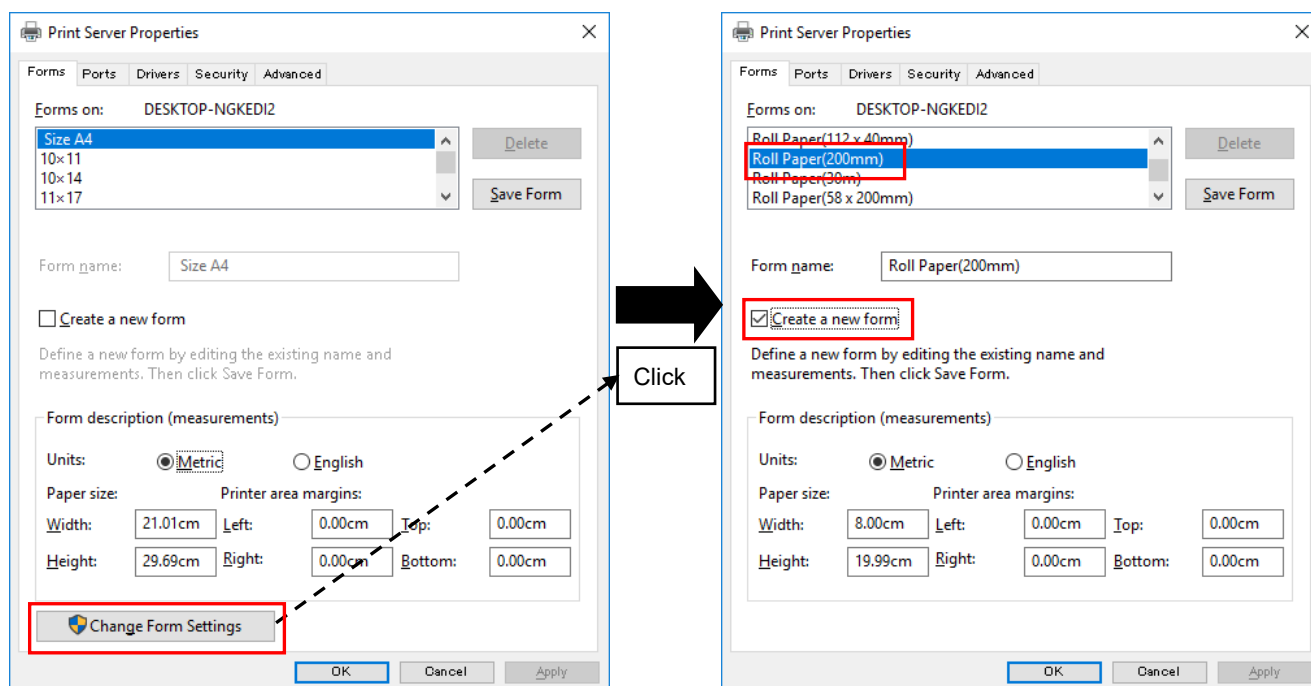 Print Server Properties
Forms Ports Drivers Security Advanced
Forms on: DESKTOP-NGKEDI2
Size A4
10×11
10×14
11×17
Delete
Save Form
Form name: Size A4
Create a new form
Define a new form by editing the existing name and
measurements. Then click Save Form.
Form description (measurements)
Units: Metric English
Paper size: Printer area margins:
Width: 21.01cm Left: 0.00cm Top: 0.00cm
Height: 29.69cm Right: 0.00cm Bottom: 0.00cm
Change Form Settings
OK Cancel Apply
Click
Print Server Properties
Forms Ports Drivers Security Advanced
Forms on: DESKTOP-NGKEDI2
Roll Paper(112 x 40mm)
Roll Paper(200mm)
Roll Paper(30m)
Roll Paper(58 x 200mm)
Delete
Save Form
Form name: Roll Paper(200mm)
Create a new form
Define a new form by editing the existing name and
measurements. Then click Save Form.
Form description (measurements)
Units: Metric English
Paper size: Printer area margins:
Width: 8.00cm Left: 0.00cm Top: 0.00cm
Height: 19.99cm Right: 0.00cm Bottom: 0.00cm
OK Cancel Apply